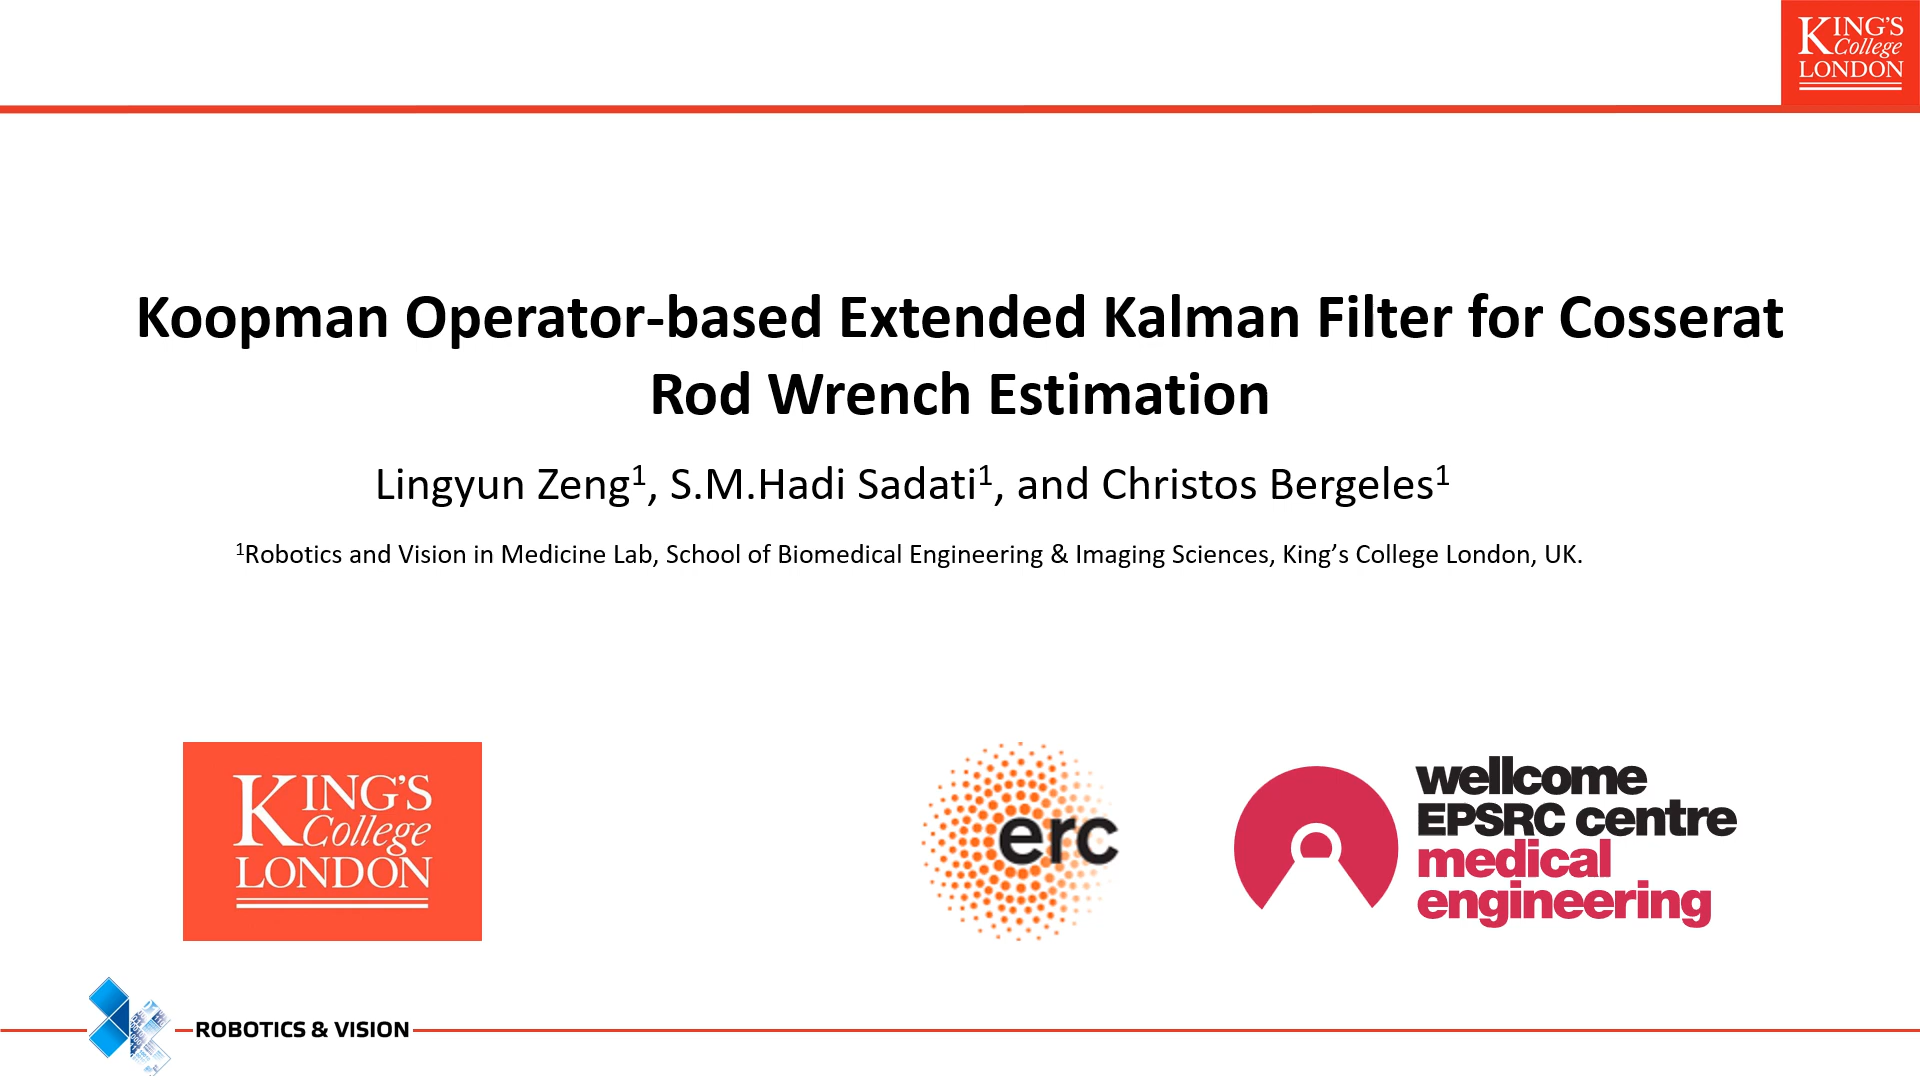 KING'S
College
LONDON
Koopman Operator-based Extended Kalman Filter for Cosserat
Rod Wrench Estimation
Lingyun Zeng¹, S.M.Hadi Sadati¹, and Christos Bergeles¹
¹Robotics and Vision in Medicine Lab, School of Biomedical Engineering & Imaging Sciences, King’s College London, UK.
KING'S
College
LONDON
erc
wellcome
EPSRC centre
medical
engineering
ROBOTICS & VISION